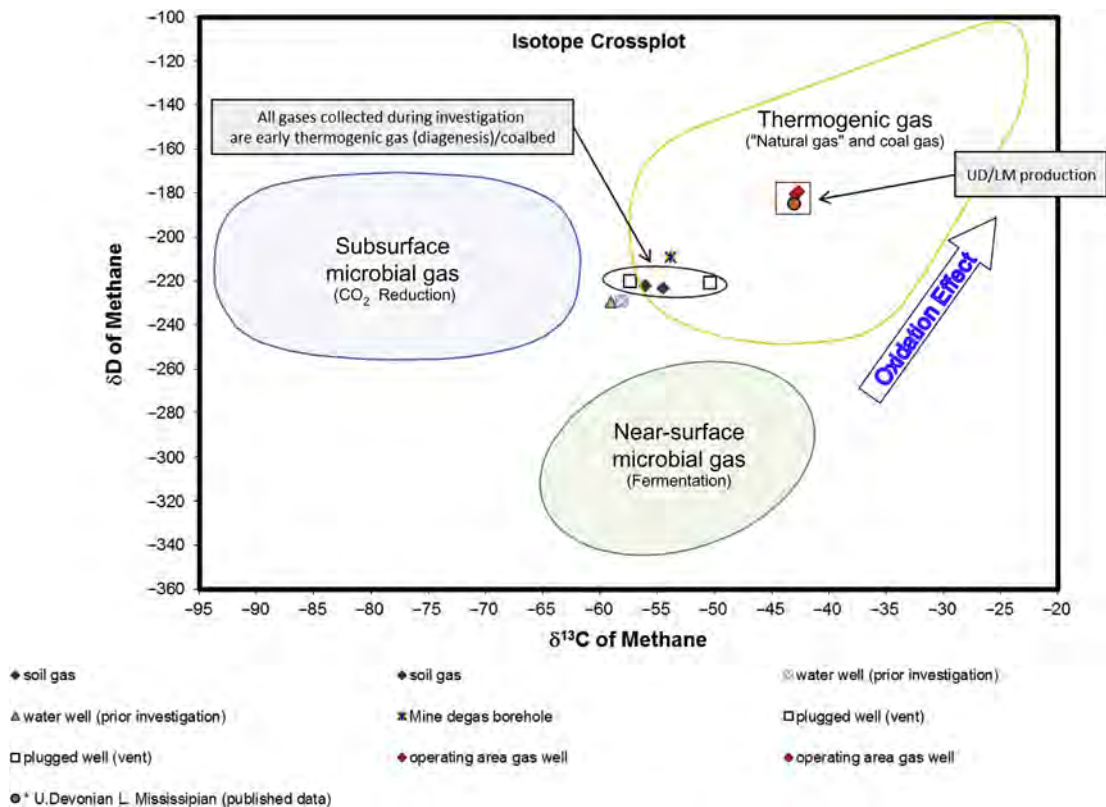 Isotope Crossplot
δD of Methane
−100
−120
−140
−160
−180
−200
−220
−240
−260
−280
−300
−320
−340
−360
All gases collected during investigation
are early thermogenic gas (diagenesis)/coalbed
Thermogenic gas
("Natural gas" and coal gas)
UD/LM production
Subsurface
microbial gas
(CO₂ Reduction)
Oxidation Effect
Near-surface
microbial gas
(Fermentation)
−95 −90 −85 −80 −75 −70 −65 −60 −55 −50 −45 −40 −35 −30 −25 −20
δ¹³C of Methane
soil gas soil gas water well (prior investigation)
water well (prior investigation) Mine degas borehole plugged well (vent)
plugged well (vent) operating area gas well operating area gas well
* U.Devonian L. Missisipian (published data)